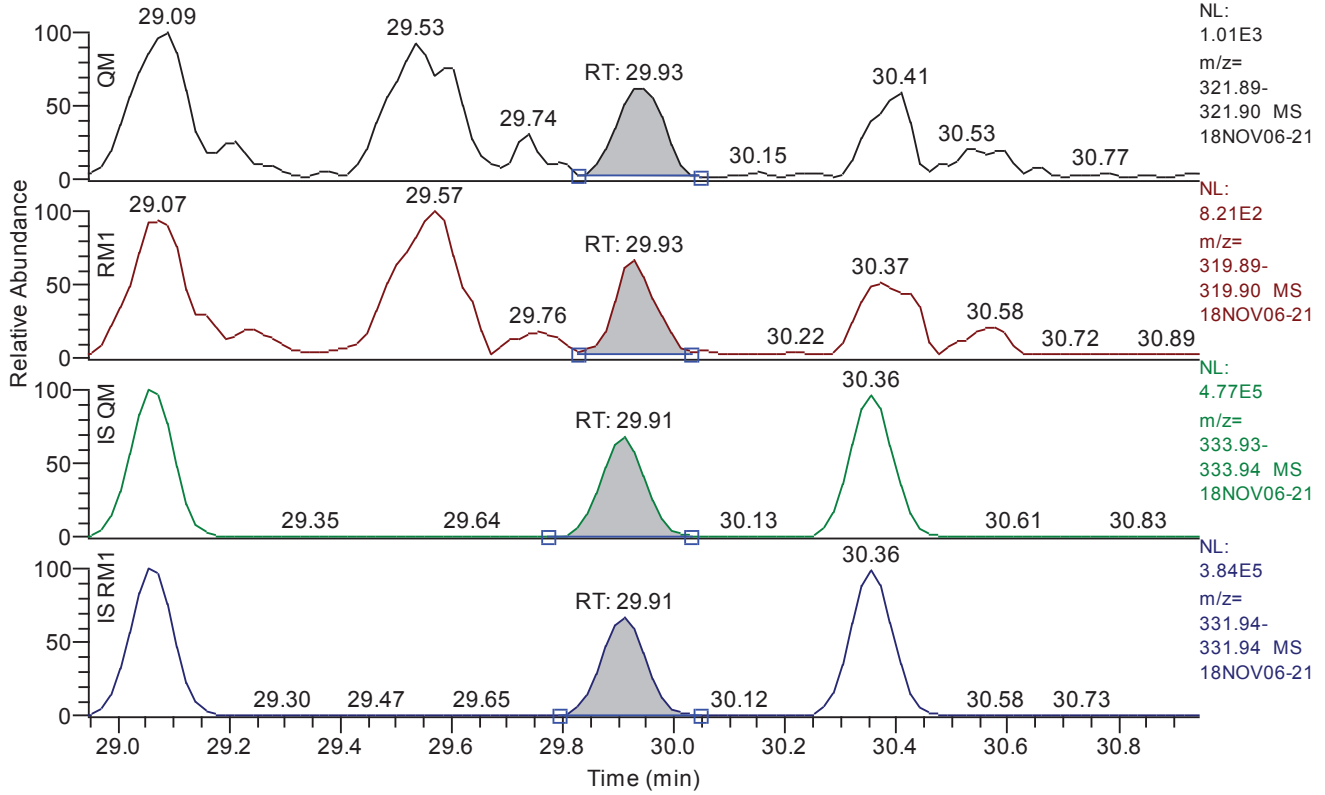 Relative Abundance
QM
100
50
0
29.09
29.53
29.74
RT: 29.93
30.15
30.41
30.53
30.77
NL:
1.01E3
m/z=
321.89-
321.90 MS
18NOV06-21
RM1
100
50
0
29.07
29.57
29.76
RT: 29.93
30.22
30.37
30.58
30.72
30.89
NL:
8.21E2
m/z=
319.89-
319.90 MS
18NOV06-21
IS QM
100
50
0
29.35
29.64
RT: 29.91
30.13
30.36
30.61
30.83
NL:
4.77E5
m/z=
333.93-
333.94 MS
18NOV06-21
IS RM1
100
50
0
29.30
29.47
29.65
RT: 29.91
30.12
30.36
30.58
30.73
NL:
3.84E5
m/z=
331.94-
331.94 MS
18NOV06-21
29.0 29.2 29.4 29.6 29.8 30.0 30.2 30.4 30.6 30.8
Time (min)